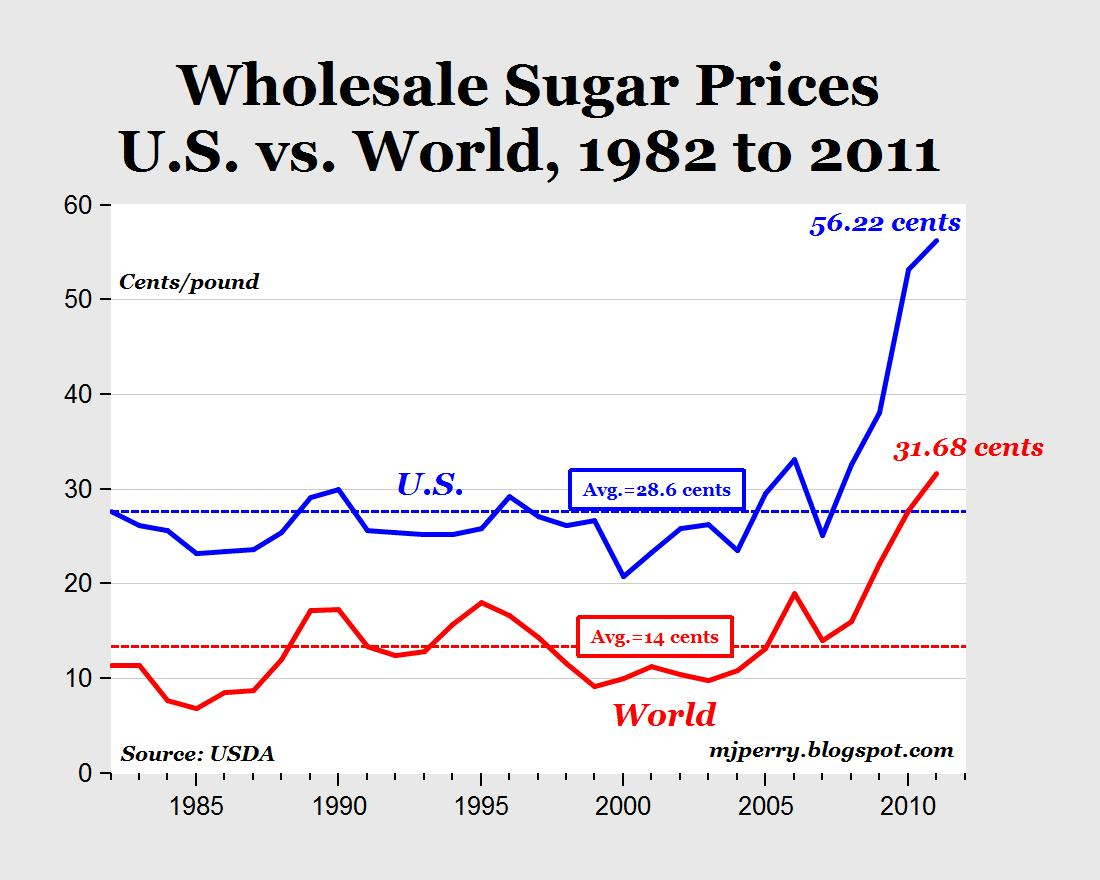 Wholesale Sugar Prices
U.S. vs. World, 1982 to 2011
60
56.22 cents
Cents/pound
50
40
31.68 cents
30
U.S.
Avg.=28.6 cents
20
Avg.=14 cents
10
World
Source: USDA
mjperry.blogspot.com
0
1985 1990 1995 2000 2005 2010